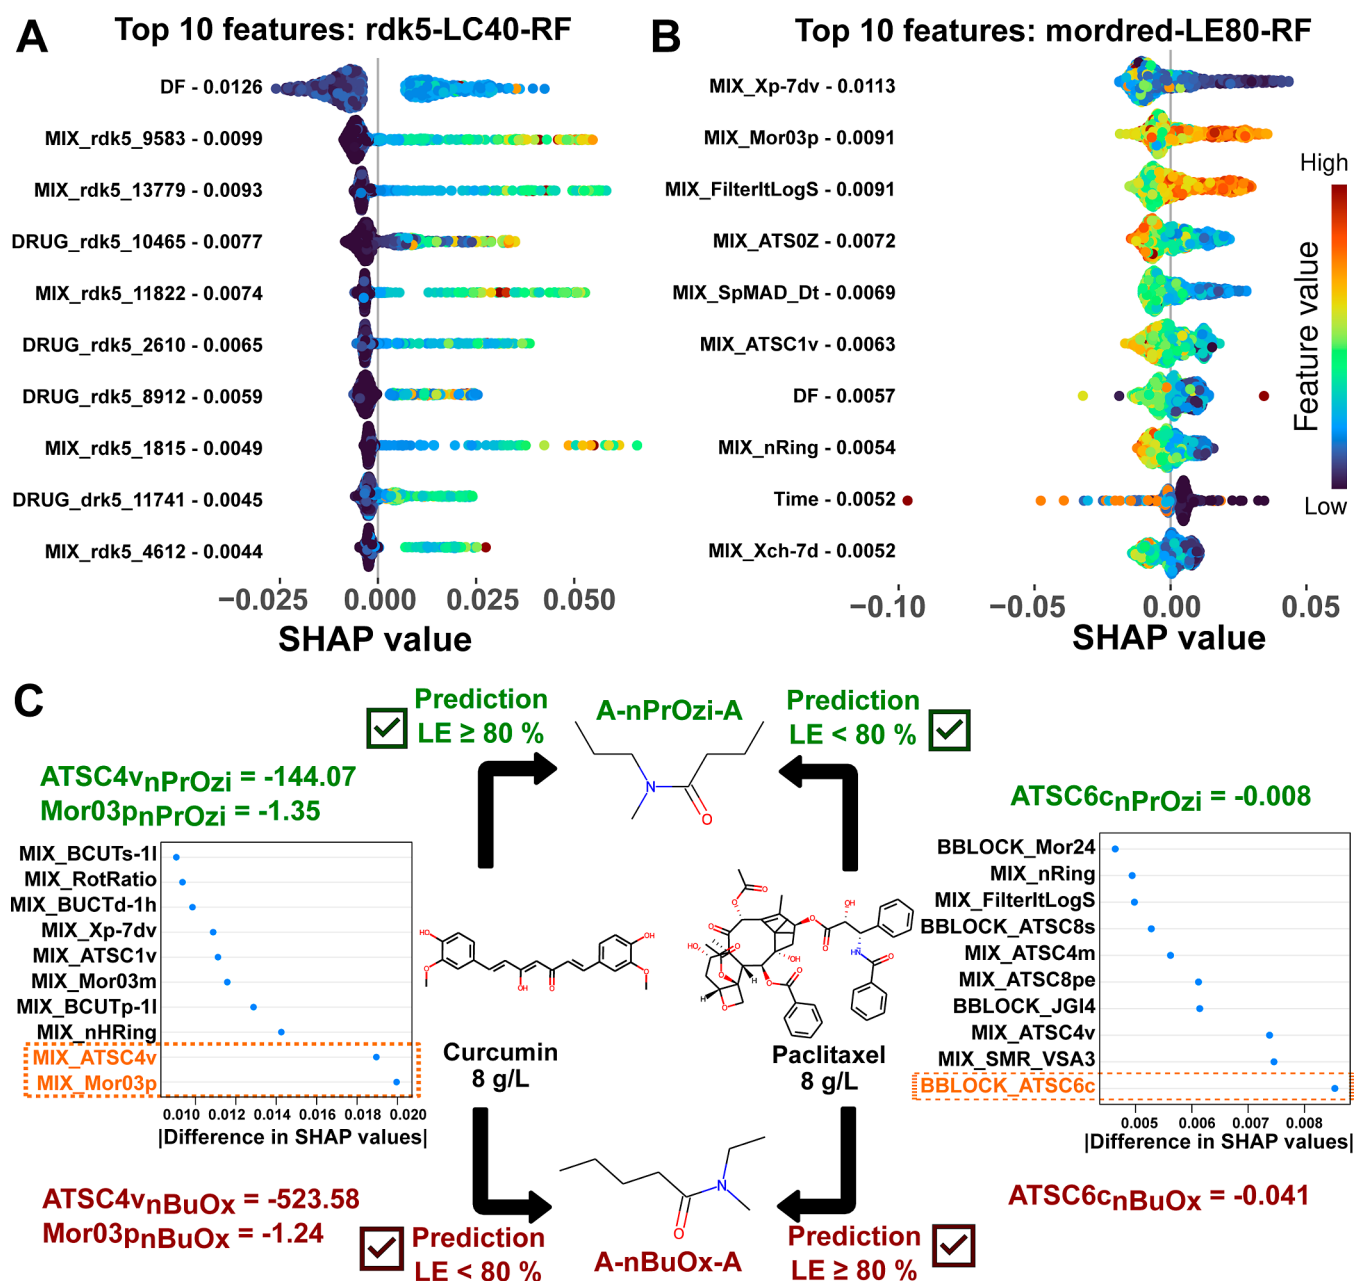 A
Top 10 features: rdk5-LC40-RF
DF - 0.0126
MIX_rdk5_9583 - 0.0099
MIX_rdk5_13779 - 0.0093
DRUG_rdk5_10465 - 0.0077
MIX_rdk5_11822 - 0.0074
DRUG_rdk5_2610 - 0.0065
DRUG_rdk5_8912 - 0.0059
MIX_rdk5_1815 - 0.0049
DRUG_drk5_11741 - 0.0045
MIX_rdk5_4612 - 0.0044
−0.025 0.000 0.025 0.050
SHAP value
B
Top 10 features: mordred-LE80-RF
MIX_Xp-7dv - 0.0113
MIX_Mor03p - 0.0091
MIX_FilterItLogS - 0.0091
MIX_ATS0Z - 0.0072
MIX_SpMAD_Dt - 0.0069
MIX_ATSC1v - 0.0063
DF - 0.0057
MIX_nRing - 0.0054
Time - 0.0052
MIX_Xch-7d - 0.0052
−0.10 −0.05 0.00 0.05
SHAP value
High
Feature value
Low
C
Prediction
LE ≥ 80 %
A-nPrOzi-A
Prediction
LE < 80 %
N
O
ATSC4vnPrOzi = -144.07
Mor03pnPrOzi = -1.35
MIX_BCUTs-1l
MIX_RotRatio
MIX_BUCTd-1h
MIX_Xp-7dv
MIX_ATSC1v
MIX_Mor03m
MIX_BCUTp-1l
MIX_nHRing
MIX_ATSC4v
MIX_Mor03p
0.010 0.012 0.014 0.016 0.018 0.020
|Difference in SHAP values|
HO
O
OH
O
OH
O
Curcumin
8 g/L
O
O
O
OH
O
O
HO
O
O
O
OH
HN
O
O
O
H
H
O
Paclitaxel
8 g/L
ATSC6cnPrOzi = -0.008
BBLOCK_Mor24
MIX_nRing
MIX_FilterItLogS
BBLOCK_ATSC8s
MIX_ATSC4m
MIX_ATSC8pe
BBLOCK_JGI4
MIX_ATSC4v
MIX_SMR_VSA3
BBLOCK_ATSC6c
0.005 0.006 0.007 0.008
|Difference in SHAP values|
ATSC4vnBuOx = -523.58
Mor03pnBuOx = -1.24
Prediction
LE < 80 %
N
O
A-nBuOx-A
Prediction
LE ≥ 80 %
ATSC6cnBuOx = -0.041